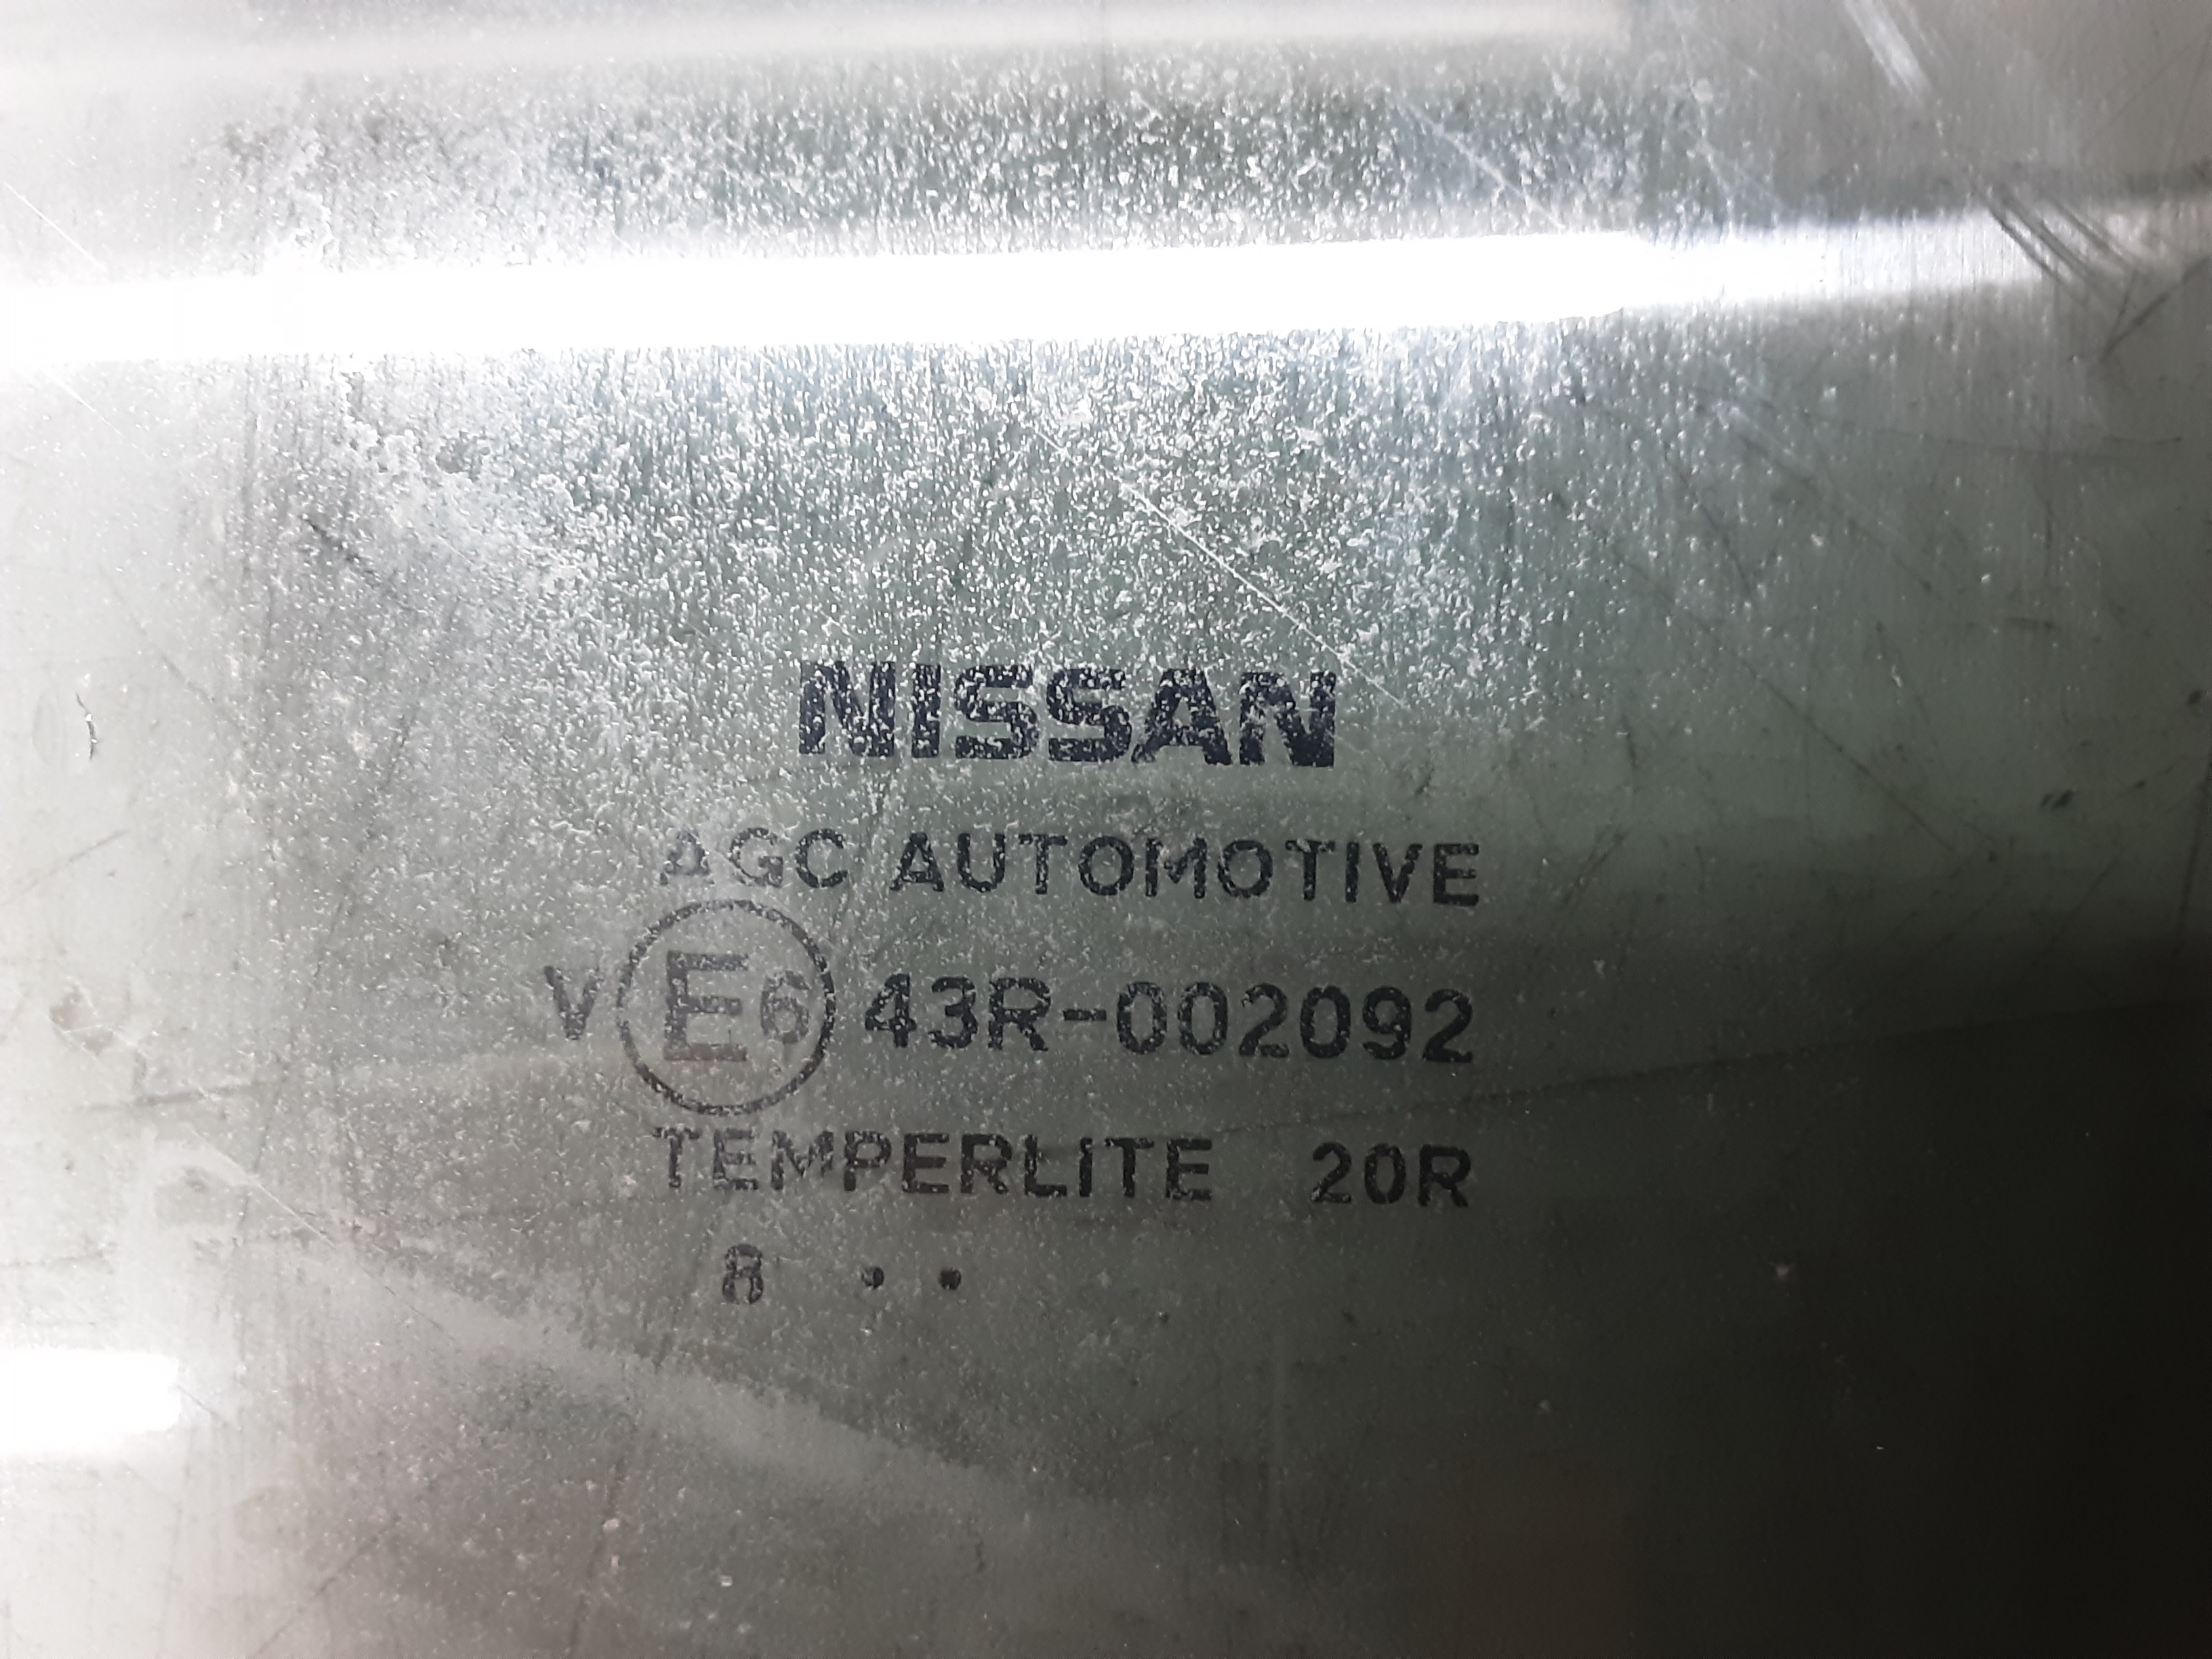 NISSAN
AGC AUTOMOTIVE
V E6 43R-002092
TEMPERLITE 20R
8 • •